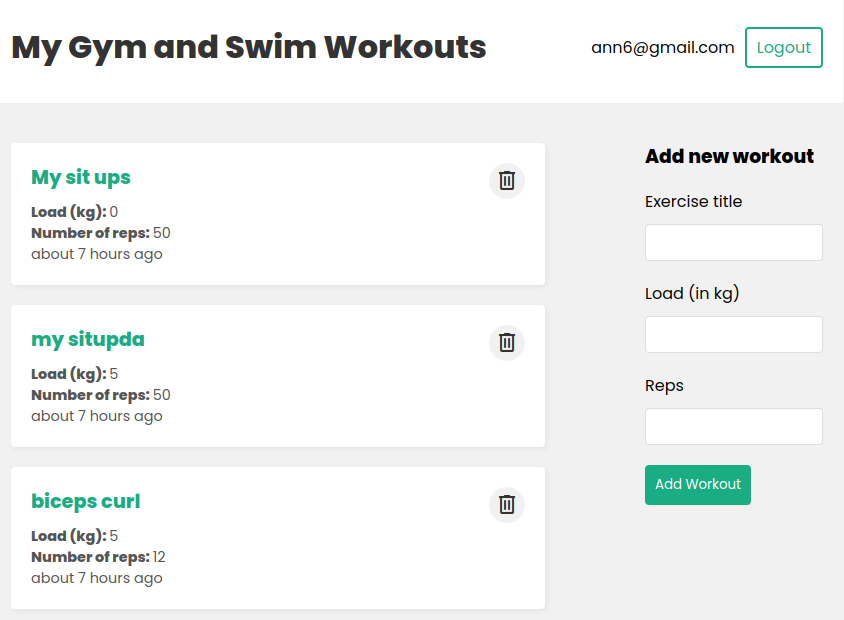 My Gym and Swim Workouts
ann6@gmail.com
Logout
My sit ups
Load (kg): 0
Number of reps: 50
about 7 hours ago
my situpda
Load (kg): 5
Number of reps: 50
about 7 hours ago
biceps curl
Load (kg): 5
Number of reps: 12
about 7 hours ago
Add new workout
Exercise title
Load (in kg)
Reps
Add Workout